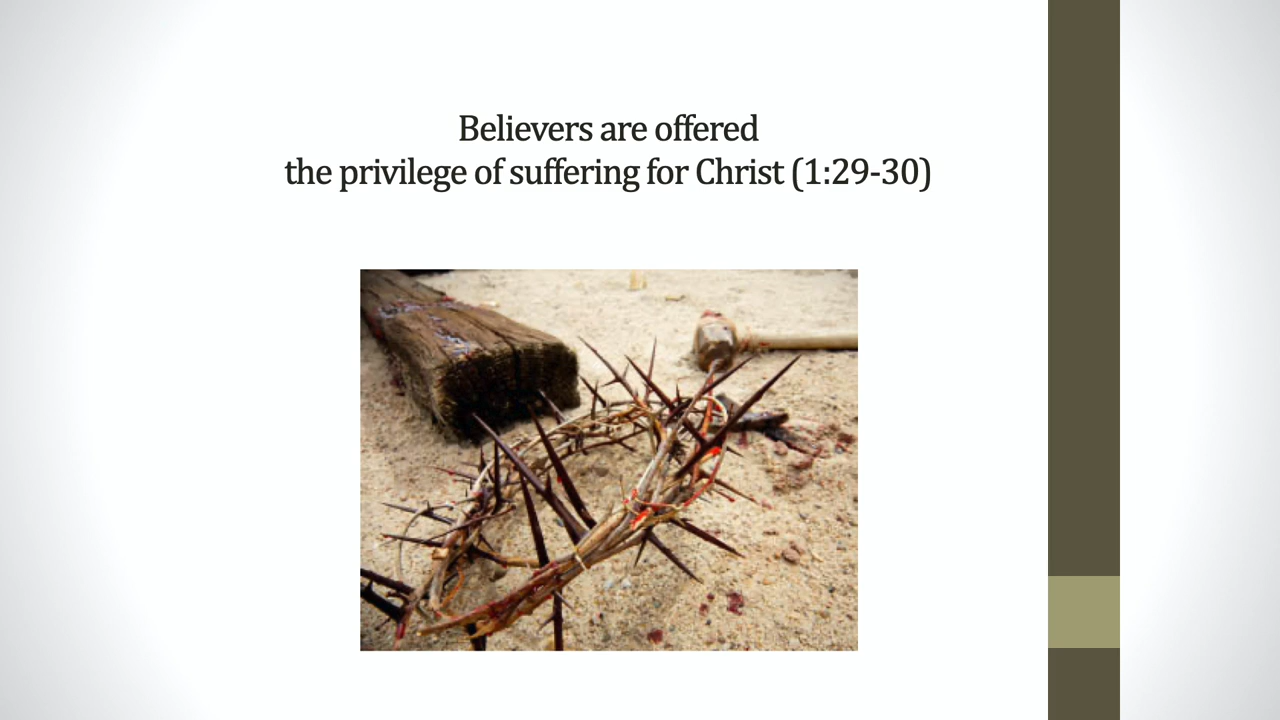 Believers are offered
the privilege of suffering for Christ (1:29-30)